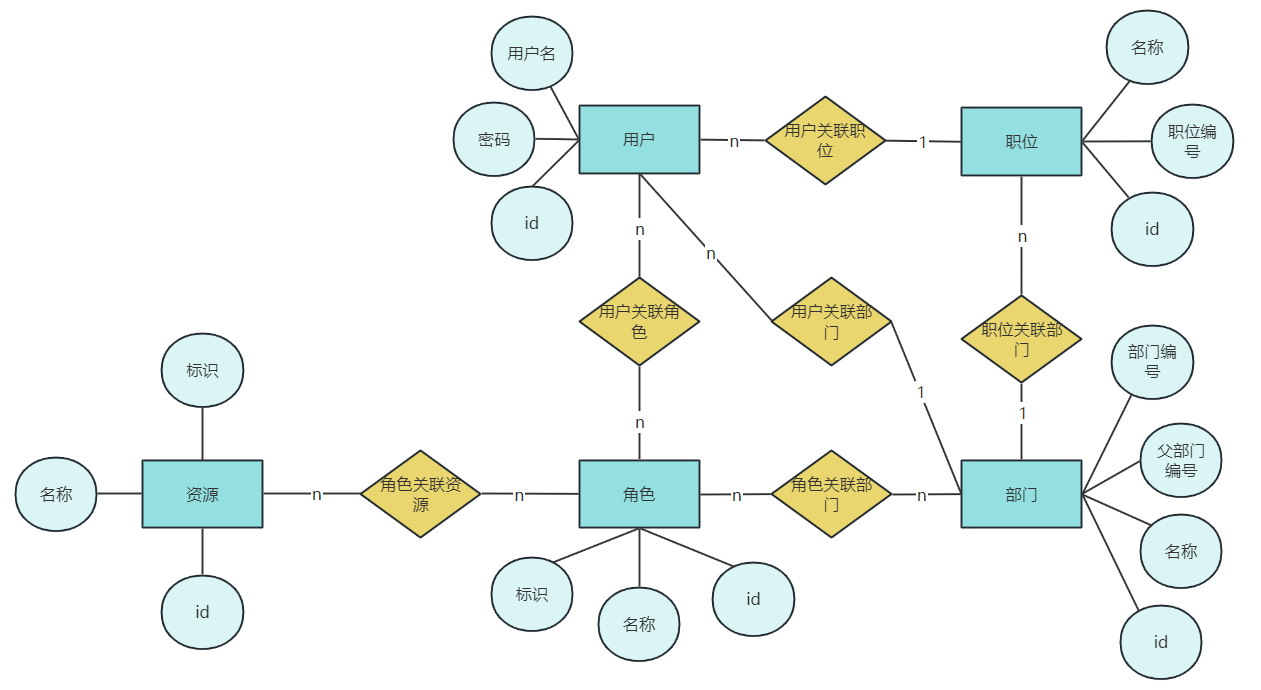 用户名
名称
密码
用户
n
用户关联职
位
1
职位
职位编
号
id
id
n
n
n
用户关联角
色
用户关联部
门
职位关联部
门
部门编
号
标识
1
1
n
父部门
编号
名称
资源
n
角色关联资
源
n
角色
n
角色关联部
门
n
部门
名称
标识
名称
id
id
id